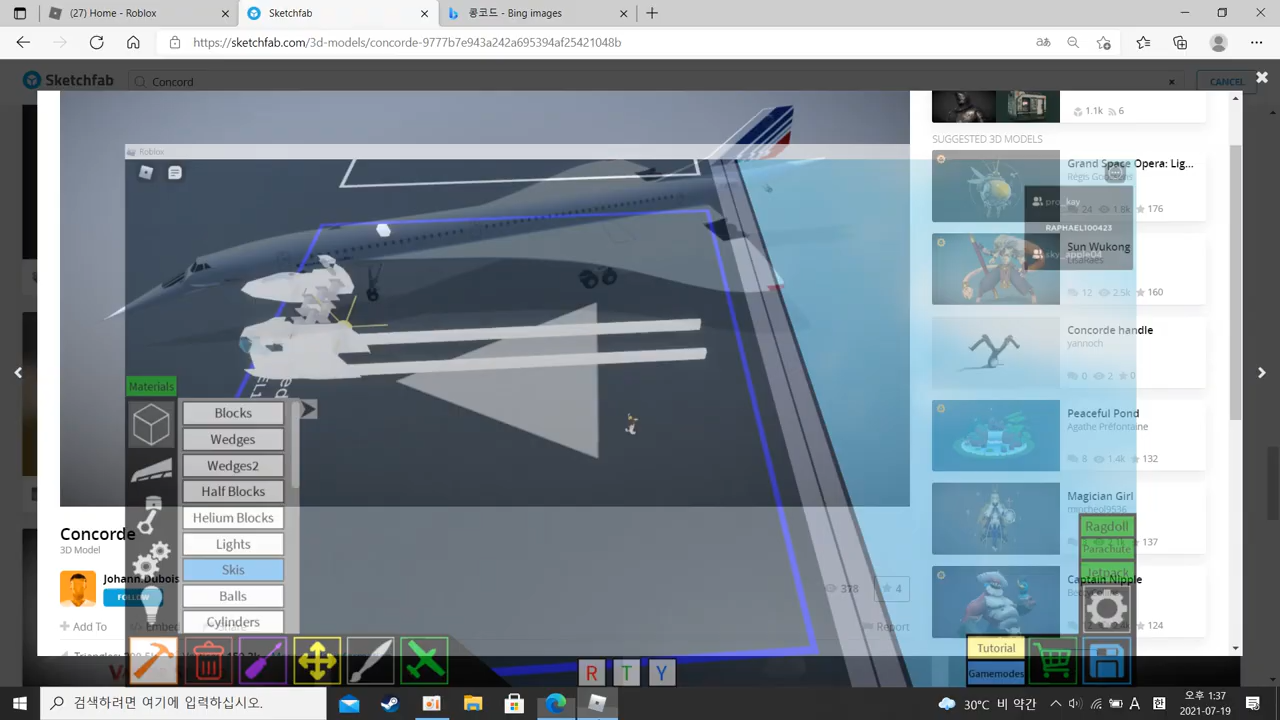 (27) Home - Roblox
Sketchfab
콩코드 - Bing images
https://sketchfab.com/3d-models/concorde-9777b7e943a242a695394af25421048b
Sketchfab
Concord
CANCEL
1.1k 6
SUGGESTED 3D MODELS
Roblox
Grand Space Opera: Lig...
24 1.8k 176
pro_kay
RAPHAEL100423
sky_apple04
Sun Wukong
12 2.5k 160
Concorde handle
yannoch
0 2 0
Peaceful Pond
Agathe Préfontaine
8 1.4k 132
Magician Girl
137
Captain Nipple
124
Materials
Blocks
Wedges
Wedges2
Half Blocks
Helium Blocks
Lights
Skis
Balls
Cylinders
Concorde
3D Model
Johann Dubois
FOLLOW
378 4
Add To
Embed
Report
Ragdoll
Parachute
Jetpack
Tutorial
Gamemodes
R T Y
검색하려면 여기에 입력하십시오.
30°C 비 약간
A
한
오후 1:37
2021-07-19